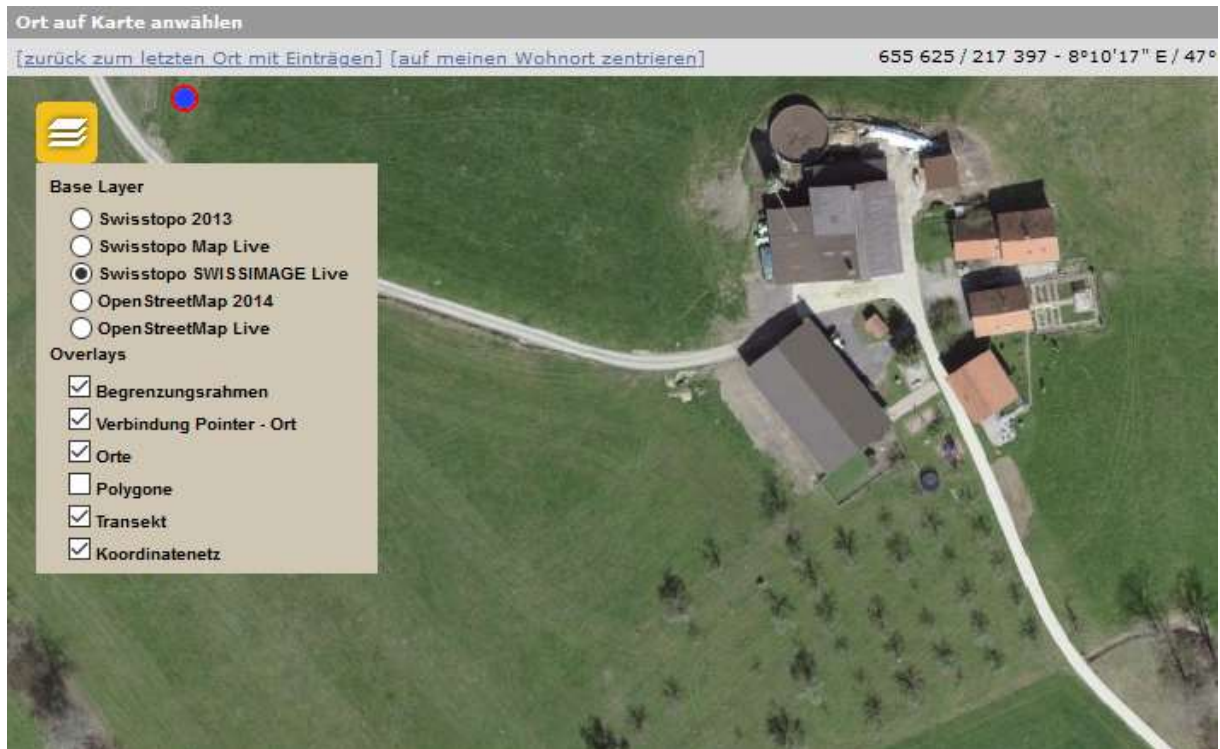 Ort auf Karte anwählen
[zurück zum letzten Ort mit Einträgen] [auf meinen Wohnort zentrieren] 655 625 / 217 397 - 8°10'17" E / 47°
Base Layer
Swisstopo 2013
Swisstopo Map Live
Swisstopo SWISSIMAGE Live
OpenStreetMap 2014
OpenStreetMap Live
Overlays
Begrenzungsrahmen
Verbindung Pointer - Ort
Orte
Polygone
Transekt
Koordinatenetz